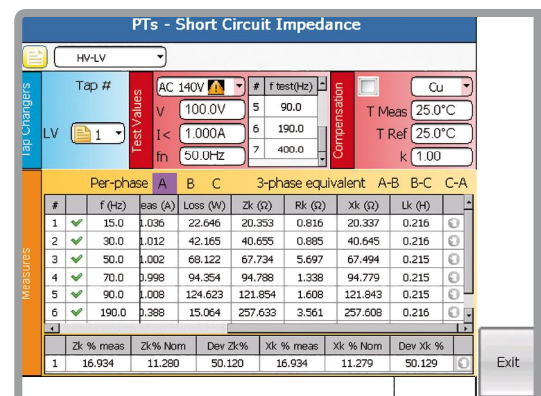 PTs - Short Circuit Impedance
HV-LV
Tap Changers
Tap #
LV 1
Test Values
AC 140V
V 100.0V
I< 1.000A
fn 50.0Hz
# f test(Hz)
5 90.0
6 190.0
7 400.0
Compensation
Cu
T Meas 25.0°C
T Ref 25.0°C
k 1.00
Measures
Per-phase A B C 3-phase equivalent A-B B-C C-A
# f (Hz) eas (A) Loss (W) Zk (Ω) Rk (Ω) Xk (Ω) Lk (H)
1 15.0 1.036 22.646 20.353 0.816 20.337 0.216
2 30.0 1.012 42.165 40.655 0.885 40.645 0.216
3 50.0 1.002 68.122 67.734 5.697 67.494 0.215
4 70.0 0.998 94.354 94.788 1.338 94.779 0.215
5 90.0 1.008 124.623 121.854 1.608 121.843 0.215
6 190.0 0.388 15.064 257.633 3.561 257.608 0.216
Zk % meas Zk% Nom Dev Zk% Xk % meas Xk % Nom Dev Xk %
1 16.934 11.280 50.120 16.934 11.279 50.129
Exit